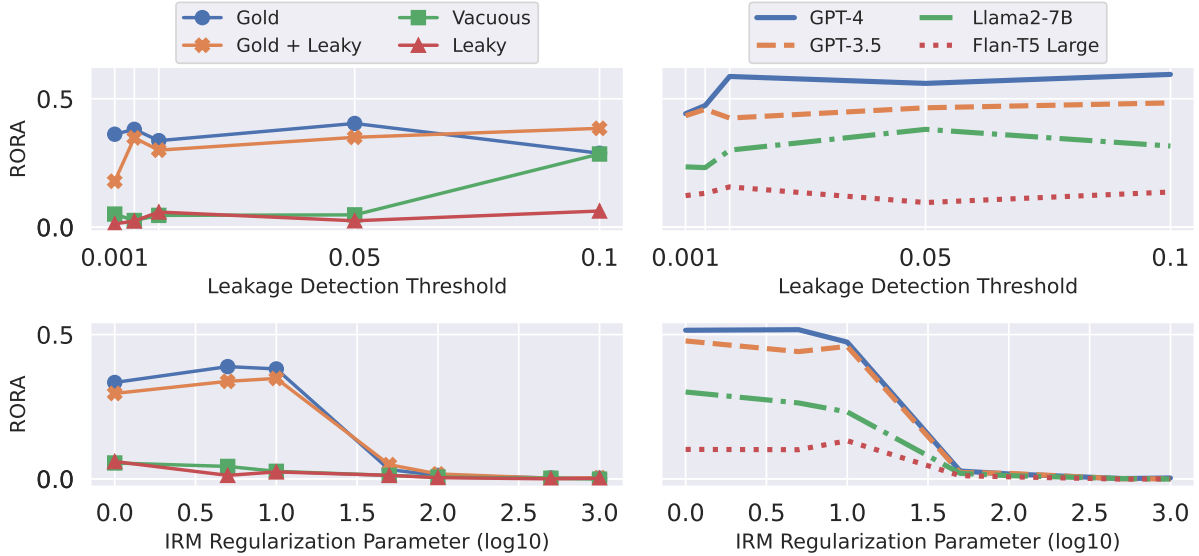 Gold
Vacuous
Gold + Leaky
Leaky
GPT-4
Llama2-7B
GPT-3.5
Flan-T5 Large
RORA
0.5
0.0
0.001
0.05
0.1
Leakage Detection Threshold
0.001
0.05
0.1
Leakage Detection Threshold
RORA
0.5
0.0
0.0 0.5 1.0 1.5 2.0 2.5 3.0
IRM Regularization Parameter (log10)
0.0 0.5 1.0 1.5 2.0 2.5 3.0
IRM Regularization Parameter (log10)